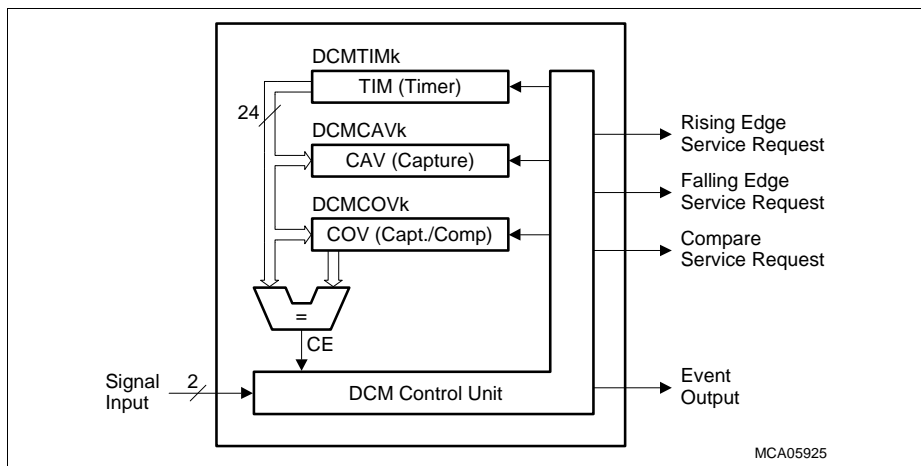 DCMTIMk
TIM (Timer)
24
DCMCAVk
CAV (Capture)
DCMCOVk
COV (Capt./Comp)
=
CE
DCM Control Unit
Signal
Input
2
Rising Edge
Service Request
Falling Edge
Service Request
Compare
Service Request
Event
Output
MCA05925